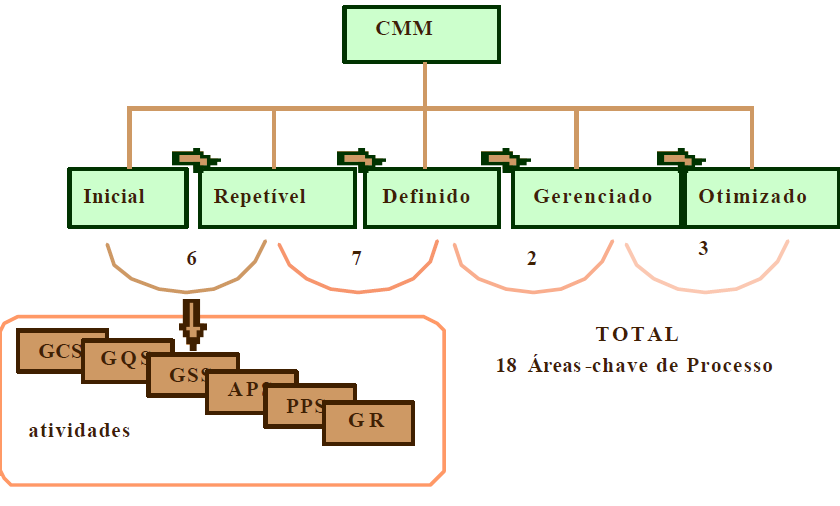 CMM
Inicial
Repetível
Definido
Gerenciado
Otimizado
6
7
2
3
TOTAL
18 Áreas-chave de Processo
GCS
GQS
GSS
APS
PPS
GR
atividades